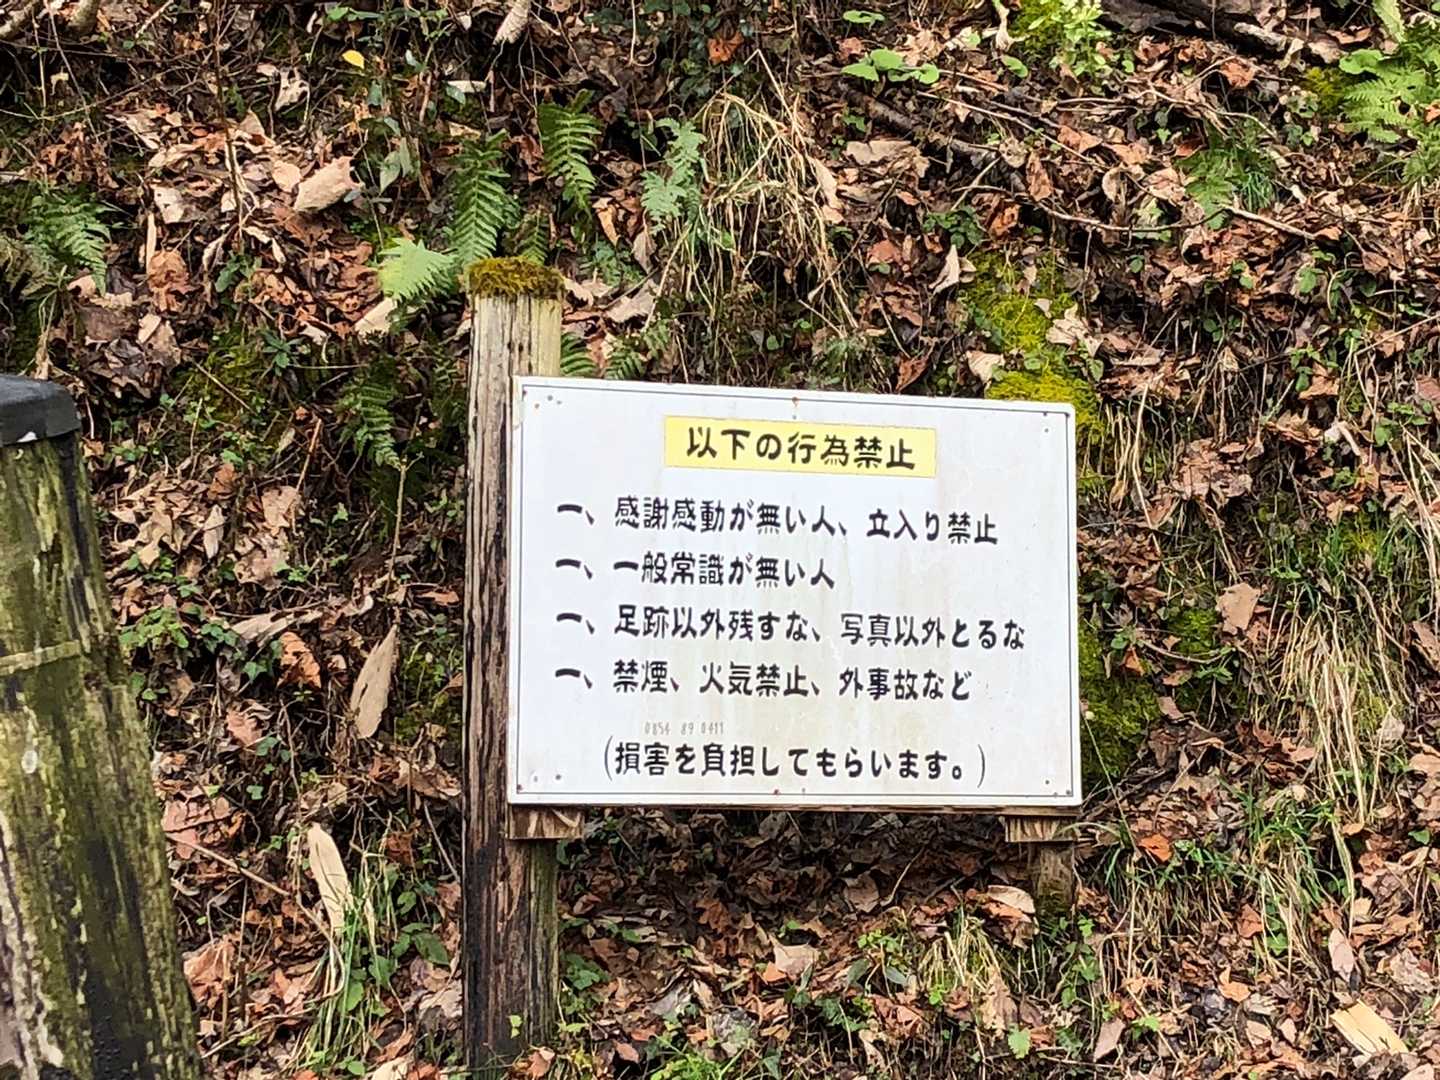 以下の行為禁止
一、感謝感動が無い人、立入り禁止
一、一般常識が無い人
一、足跡以外残すな、写真以外とるな
一、禁煙、火気禁止、外事故など
0854 89 0411
(損害を負担してもらいます。)